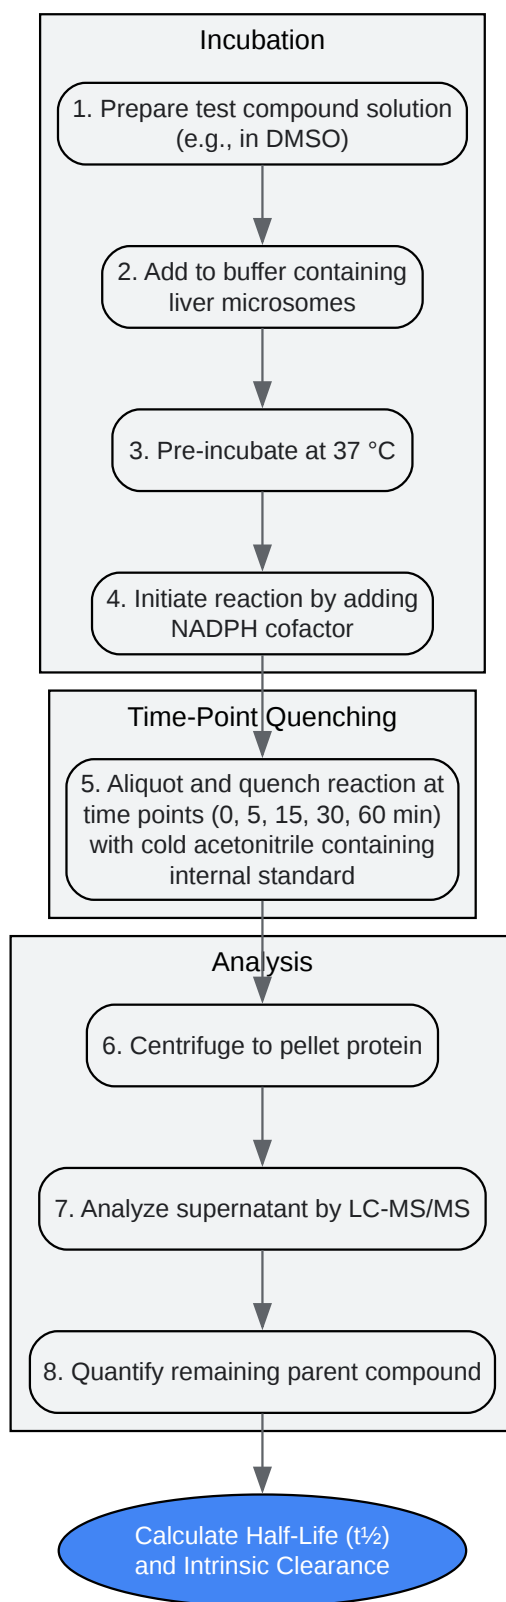 Incubation
1. Prepare test compound solution
(e.g., in DMSO)
2. Add to buffer containing
liver microsomes
3. Pre-incubate at 37 °C
4. Initiate reaction by adding
NADPH cofactor
Time-Point Quenching
5. Aliquot and quench reaction at
time points (0, 5, 15, 30, 60 min)
with cold acetonitrile containing
internal standard
Analysis
6. Centrifuge to pellet protein
7. Analyze supernatant by LC-MS/MS
8. Quantify remaining parent compound
Calculate Half-Life (t½)
and Intrinsic Clearance